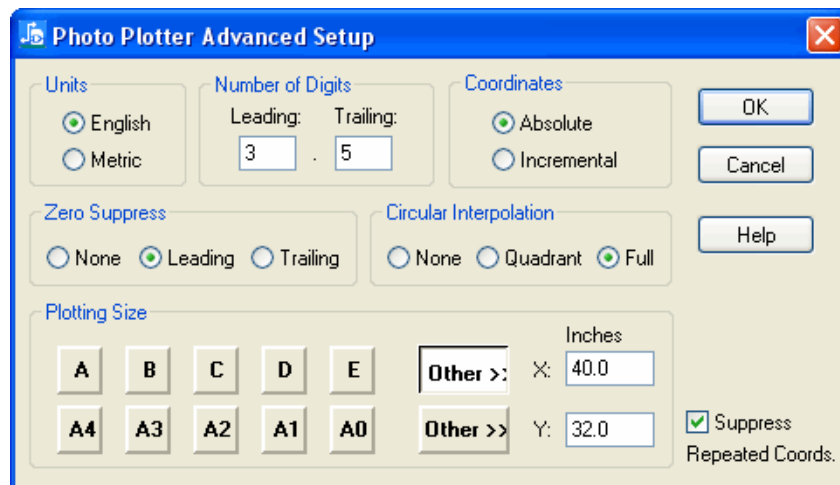 Photo Plotter Advanced Setup
Units
English
Metric
Number of Digits
Leading: Trailing:
3 . 5
Coordinates
Absolute
Incremental
OK
Cancel
Help
Zero Suppress
None Leading Trailing
Circular Interpolation
None Quadrant Full
Plotting Size
Inches
A B C D E Other >: X: 40.0
A4 A3 A2 A1 A0 Other >> Y: 32.0
Suppress
Repeated Coords.